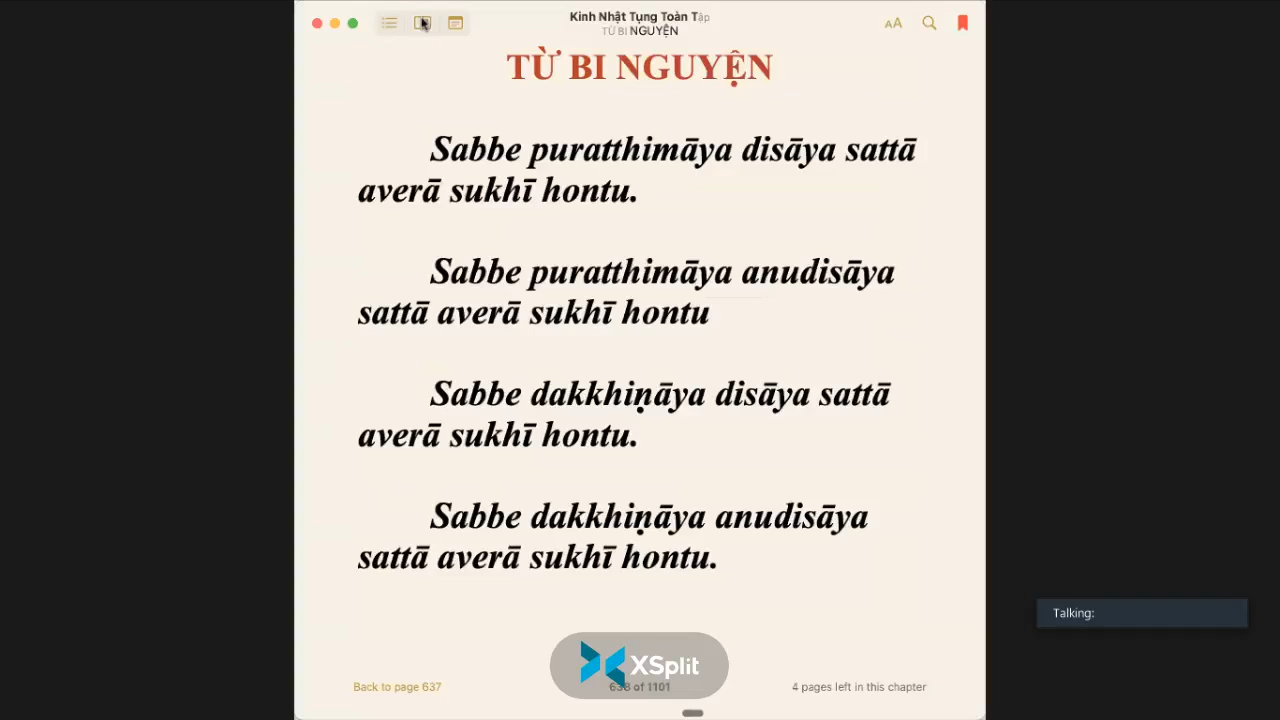 Kinh Nhật Tụng Toàn Tập
TỪ BI NGUYỆN
TỪ BI NGUYỆN
Sabbe puratthimāya disāya sattā
averā sukhī hontu.
Sabbe puratthimāya anudisāya
sattā averā sukhī hontu
Sabbe dakkhiṇāya disāya sattā
averā sukhī hontu.
Sabbe dakkhiṇāya anudisāya
sattā averā sukhī hontu.
Talking:
XSplit
Back to page 637
638 of 1101
4 pages left in this chapter